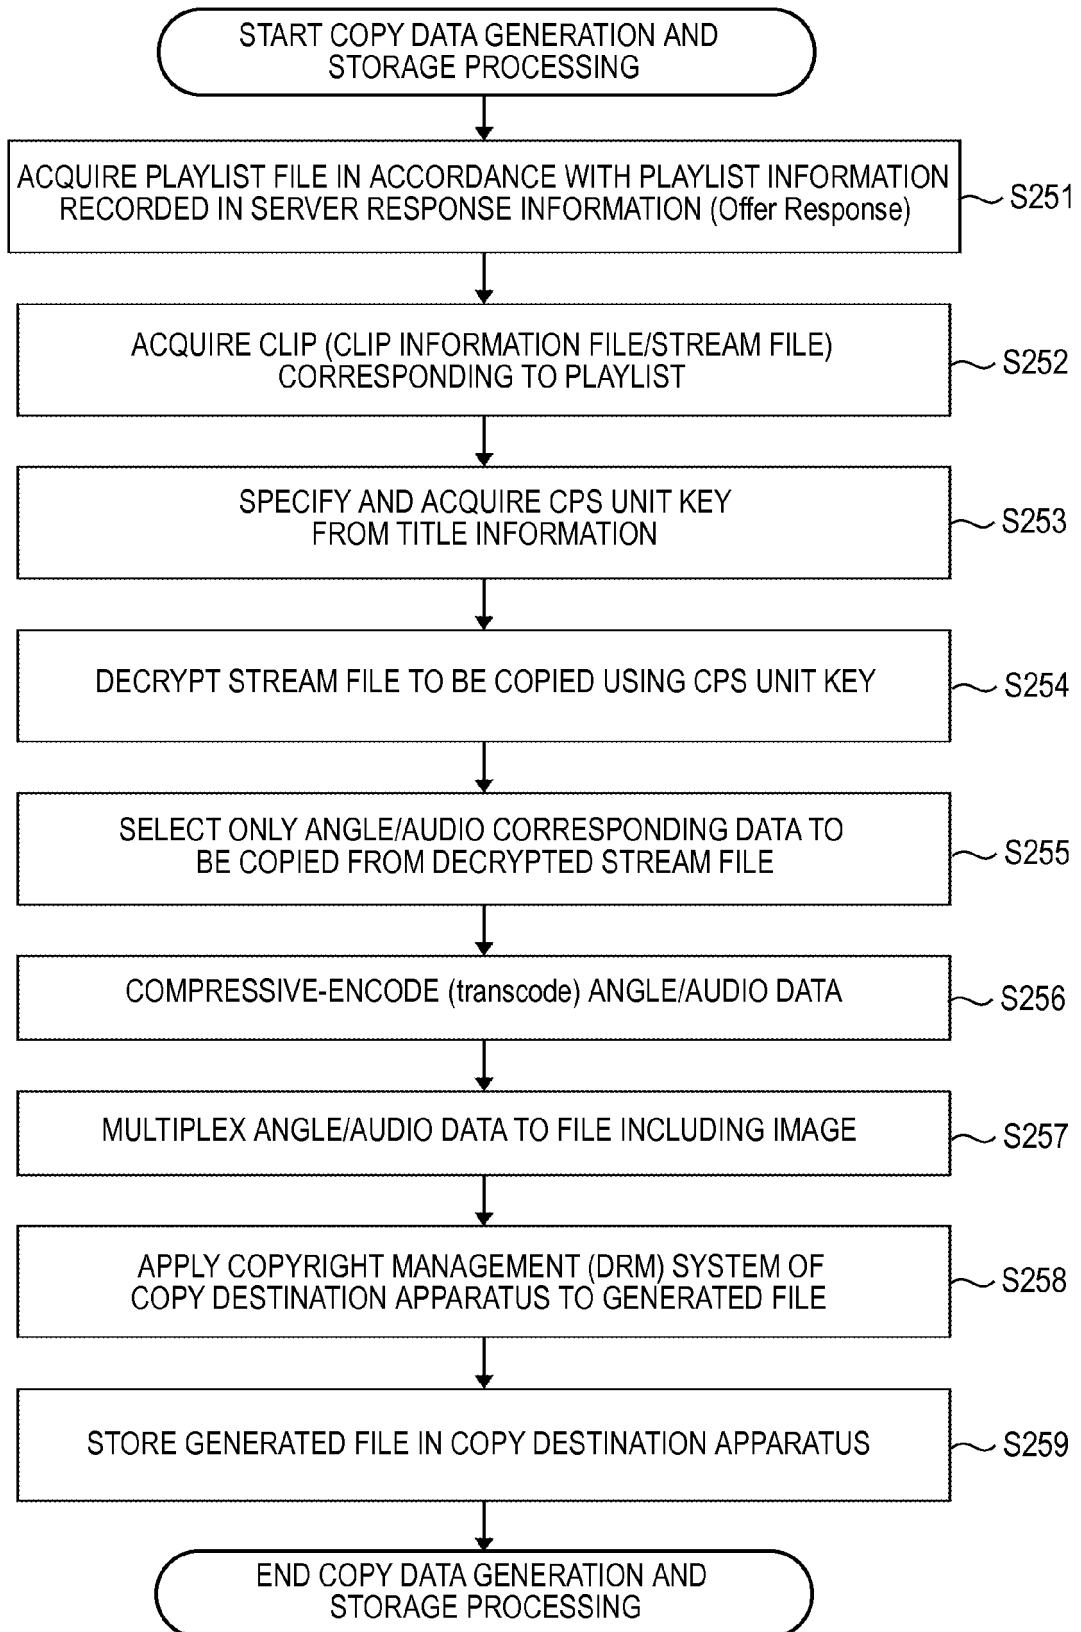 START COPY DATA GENERATION AND
STORAGE PROCESSING
ACQUIRE PLAYLIST FILE IN ACCORDANCE WITH PLAYLIST INFORMATION
RECORDED IN SERVER RESPONSE INFORMATION (Offer Response)
S251
ACQUIRE CLIP (CLIP INFORMATION FILE/STREAM FILE)
CORRESPONDING TO PLAYLIST
S252
SPECIFY AND ACQUIRE CPS UNIT KEY
FROM TITLE INFORMATION
S253
DECRYPT STREAM FILE TO BE COPIED USING CPS UNIT KEY
S254
SELECT ONLY ANGLE/AUDIO CORRESPONDING DATA TO
BE COPIED FROM DECRYPTED STREAM FILE
S255
COMPRESSIVE-ENCODE (transcode) ANGLE/AUDIO DATA
S256
MULTIPLEX ANGLE/AUDIO DATA TO FILE INCLUDING IMAGE
S257
APPLY COPYRIGHT MANAGEMENT (DRM) SYSTEM OF
COPY DESTINATION APPARATUS TO GENERATED FILE
S258
STORE GENERATED FILE IN COPY DESTINATION APPARATUS
S259
END COPY DATA GENERATION AND
STORAGE PROCESSING